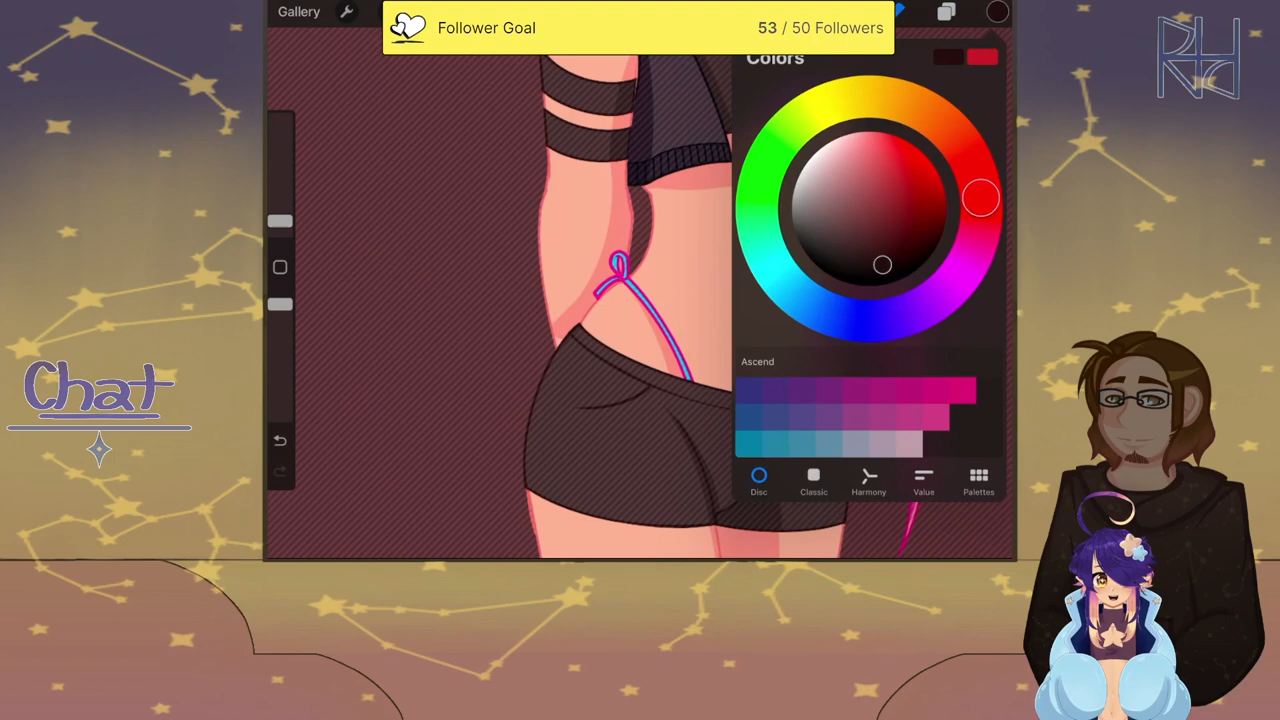 Gallery
Follower Goal
53 / 50 Followers
Colors
Chat
Ascend
Disc
Classic
Harmony
Value
Palettes